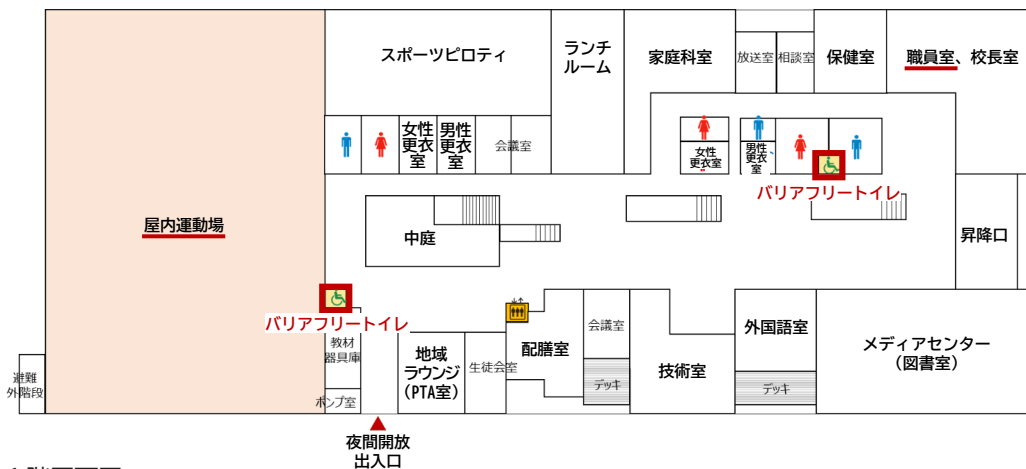 スポーツピロティ
ランチ
ルーム
家庭科室
放送室
相談室
保健室
職員室、校長室
女性
更衣
室
男性
更衣
室
会議室
女性
更衣室
男性
更衣
室
バリアフリートイレ
屋内運動場
中庭
昇降口
バリアフリートイレ
教材
器具庫
地域
ラウンジ
(PTA室)
生徒会室
配膳室
会議室
デッキ
技術室
外国語室
デッキ
メディアセンター
(図書室)
避難
外階段
ポンプ室
夜間開放
出入口